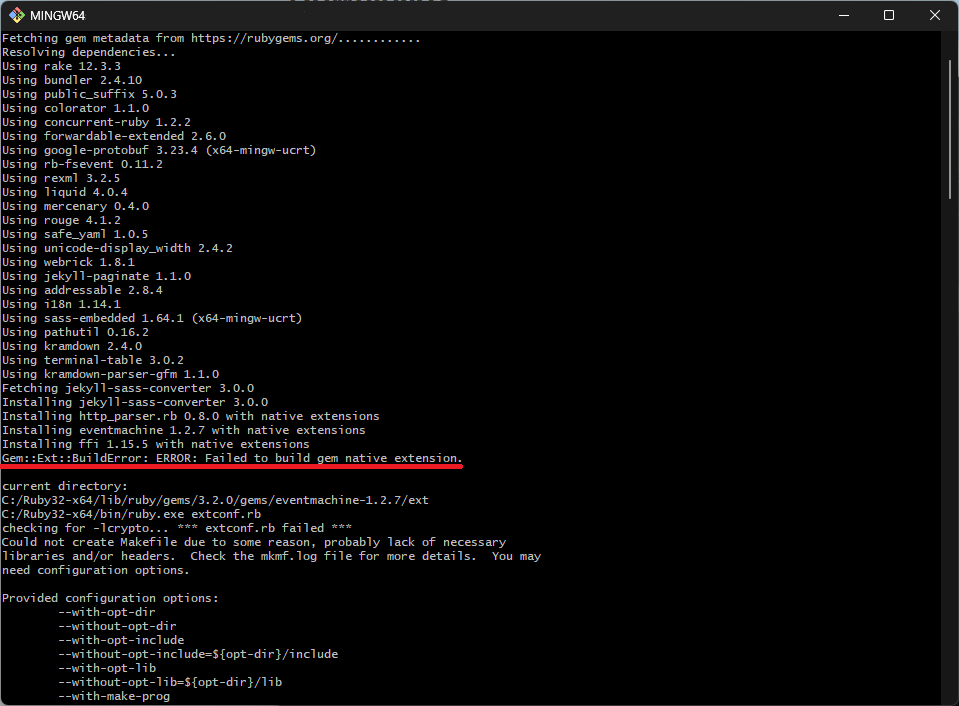 MINGW64
Fetching gem metadata from https://rubygems.org/............
Resolving dependencies...
Using rake 12.3.3
Using bundler 2.4.10
Using public_suffix 5.0.3
Using colorator 1.1.0
Using concurrent-ruby 1.2.2
Using forwardable-extended 2.6.0
Using google-protobuf 3.23.4 (x64-mingw-ucrt)
Using rb-fsevent 0.11.2
Using rexml 3.2.5
Using liquid 4.0.4
Using mercenary 0.4.0
Using rouge 4.1.2
Using safe_yaml 1.0.5
Using unicode-display_width 2.4.2
Using webrick 1.8.1
Using jekyll-paginate 1.1.0
Using addressable 2.8.4
Using i18n 1.14.1
Using sass-embedded 1.64.1 (x64-mingw-ucrt)
Using pathutil 0.16.2
Using kramdown 2.4.0
Using terminal-table 3.0.2
Using kramdown-parser-gfm 1.1.0
Fetching jekyll-sass-converter 3.0.0
Installing jekyll-sass-converter 3.0.0
Installing http_parser.rb 0.8.0 with native extensions
Installing eventmachine 1.2.7 with native extensions
Installing ffi 1.15.5 with native extensions
Gem::Ext::BuildError: ERROR: Failed to build gem native extension.
current directory:
C:/Ruby32-x64/lib/ruby/gems/3.2.0/gems/eventmachine-1.2.7/ext
C:/Ruby32-x64/bin/ruby.exe extconf.rb
checking for -lcrypto... *** extconf.rb failed ***
Could not create Makefile due to some reason, probably lack of necessary
libraries and/or headers.  Check the mkmf.log file for more details.  You may
need configuration options.
Provided configuration options:
--with-opt-dir
--without-opt-dir
--with-opt-include
--without-opt-include=${opt-dir}/include
--with-opt-lib
--without-opt-lib=${opt-dir}/lib
--with-make-prog